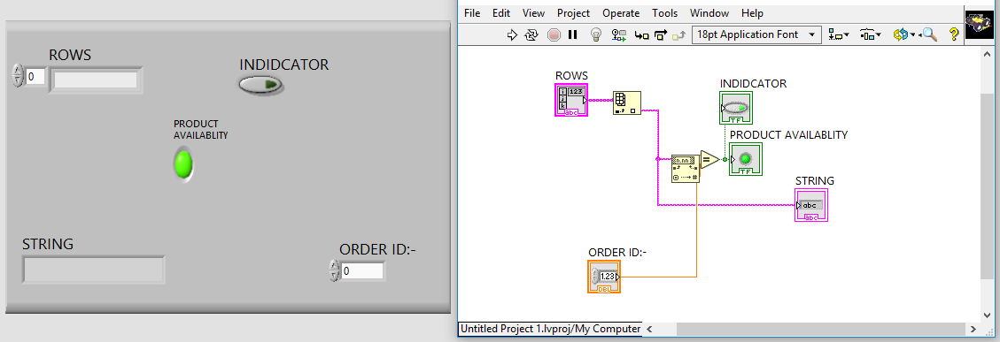 ROWS
0
INDIDCATOR
PRODUCT
AVAILABLITY
STRING
ORDER ID:-
0
File Edit View Project Operate Tools Window Help
18pt Application Font
ROWS
i 123
j
k
abc
INDIDCATOR
TF
PRODUCT AVAILABLITY
TF
n.nn
#
=
STRING
abc
abc
ORDER ID:-
1.23
DBL
Untitled Project 1.lvproj/My Computer